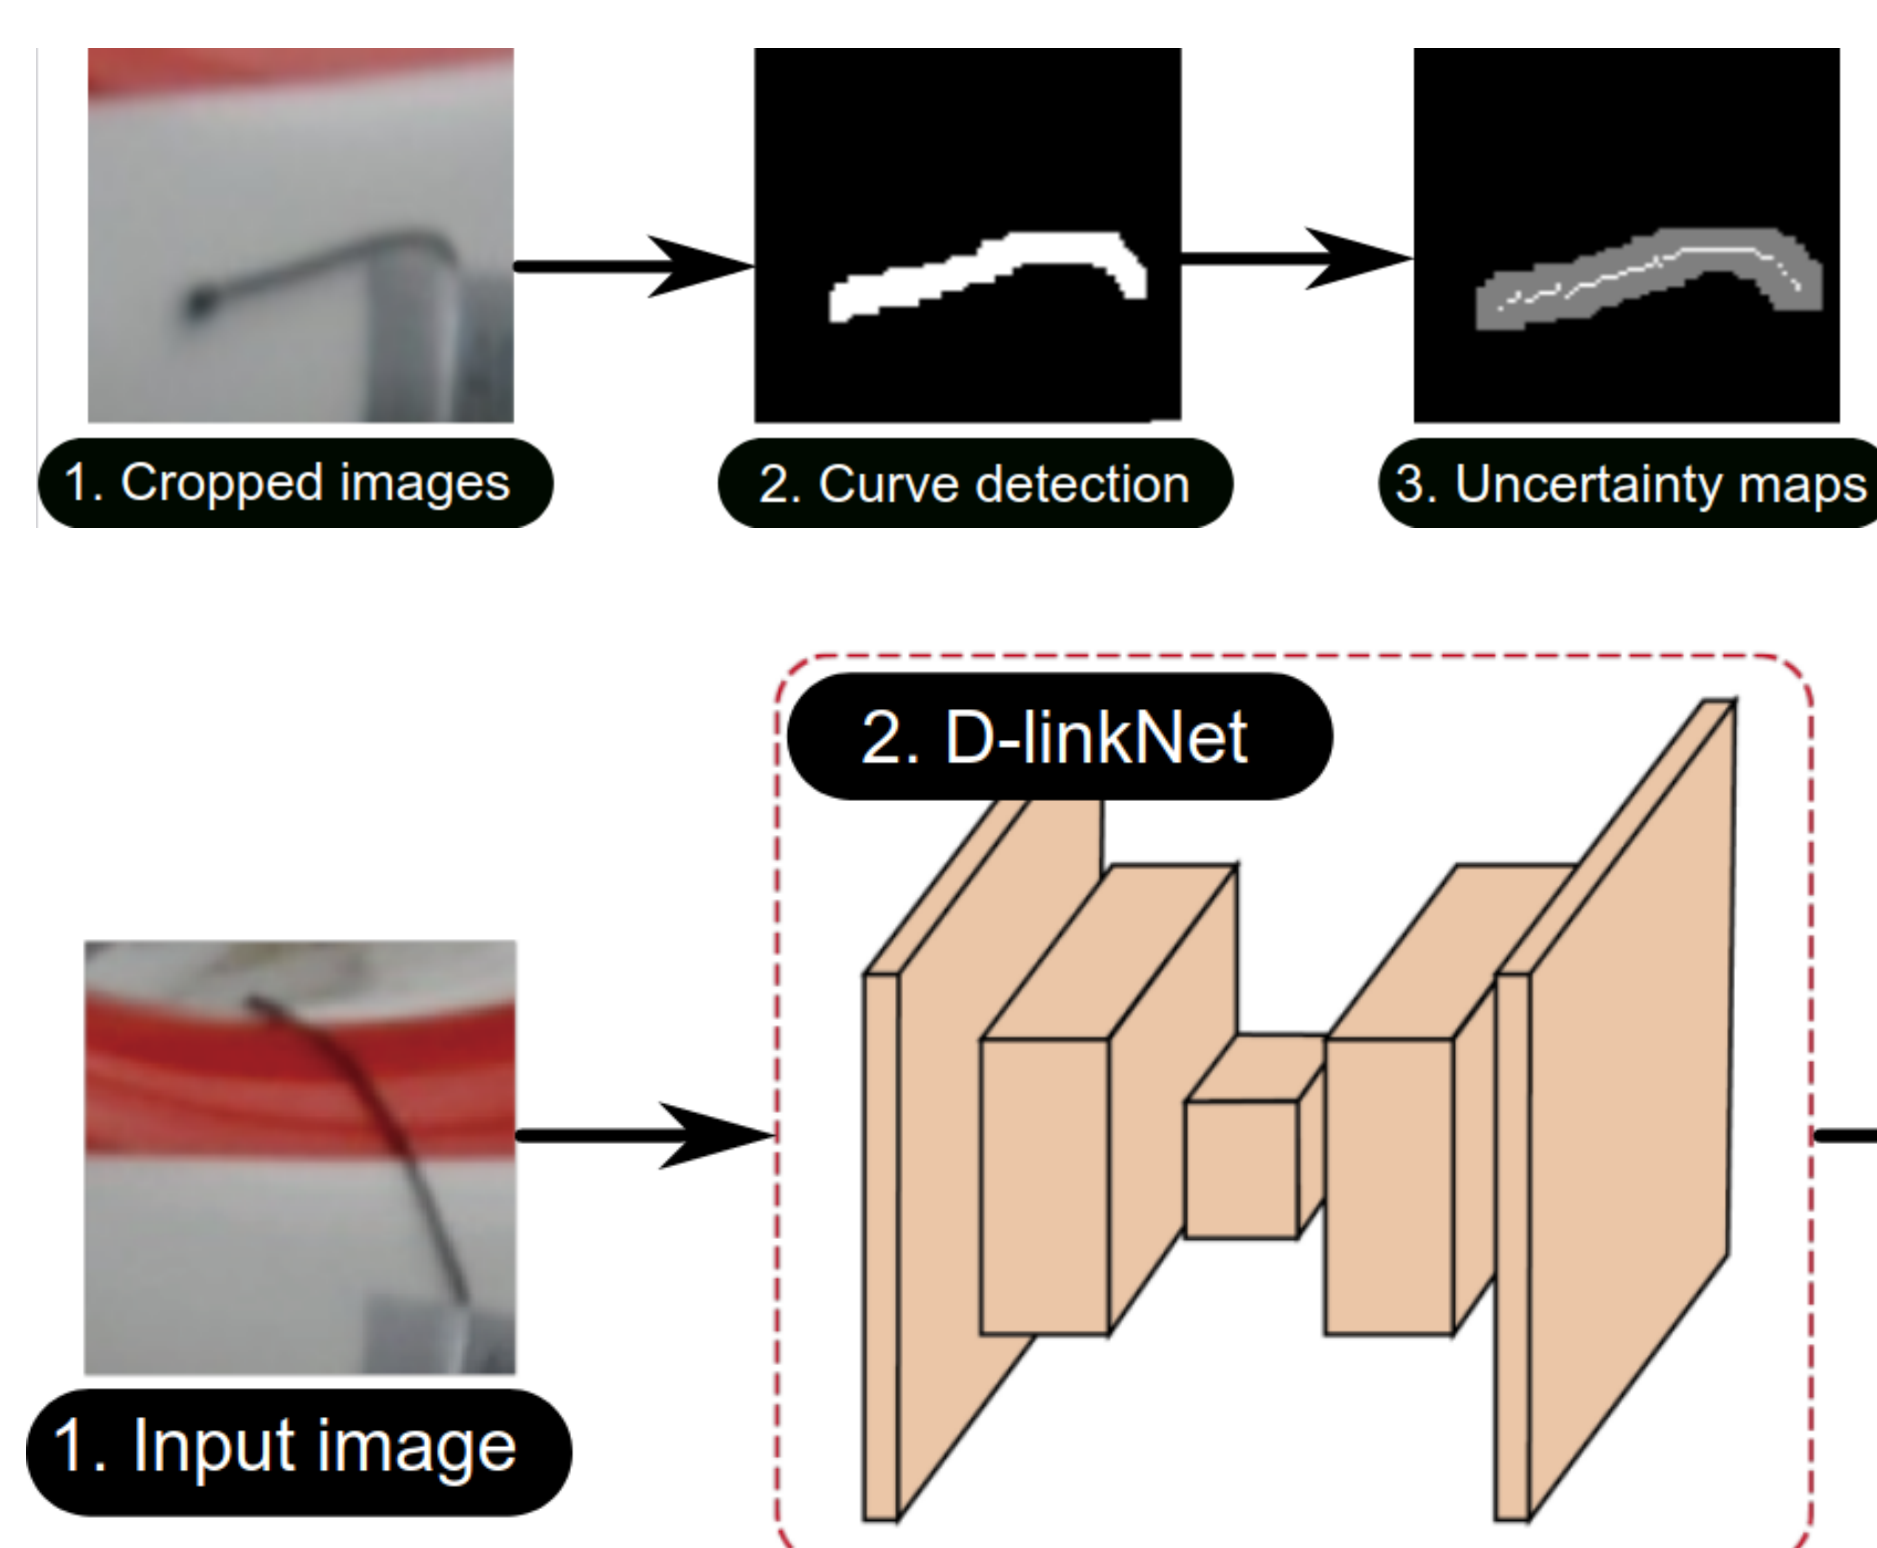 1. Cropped images
2. Curve detection
3. Uncertainty maps
2. D-linkNet
1. Input image